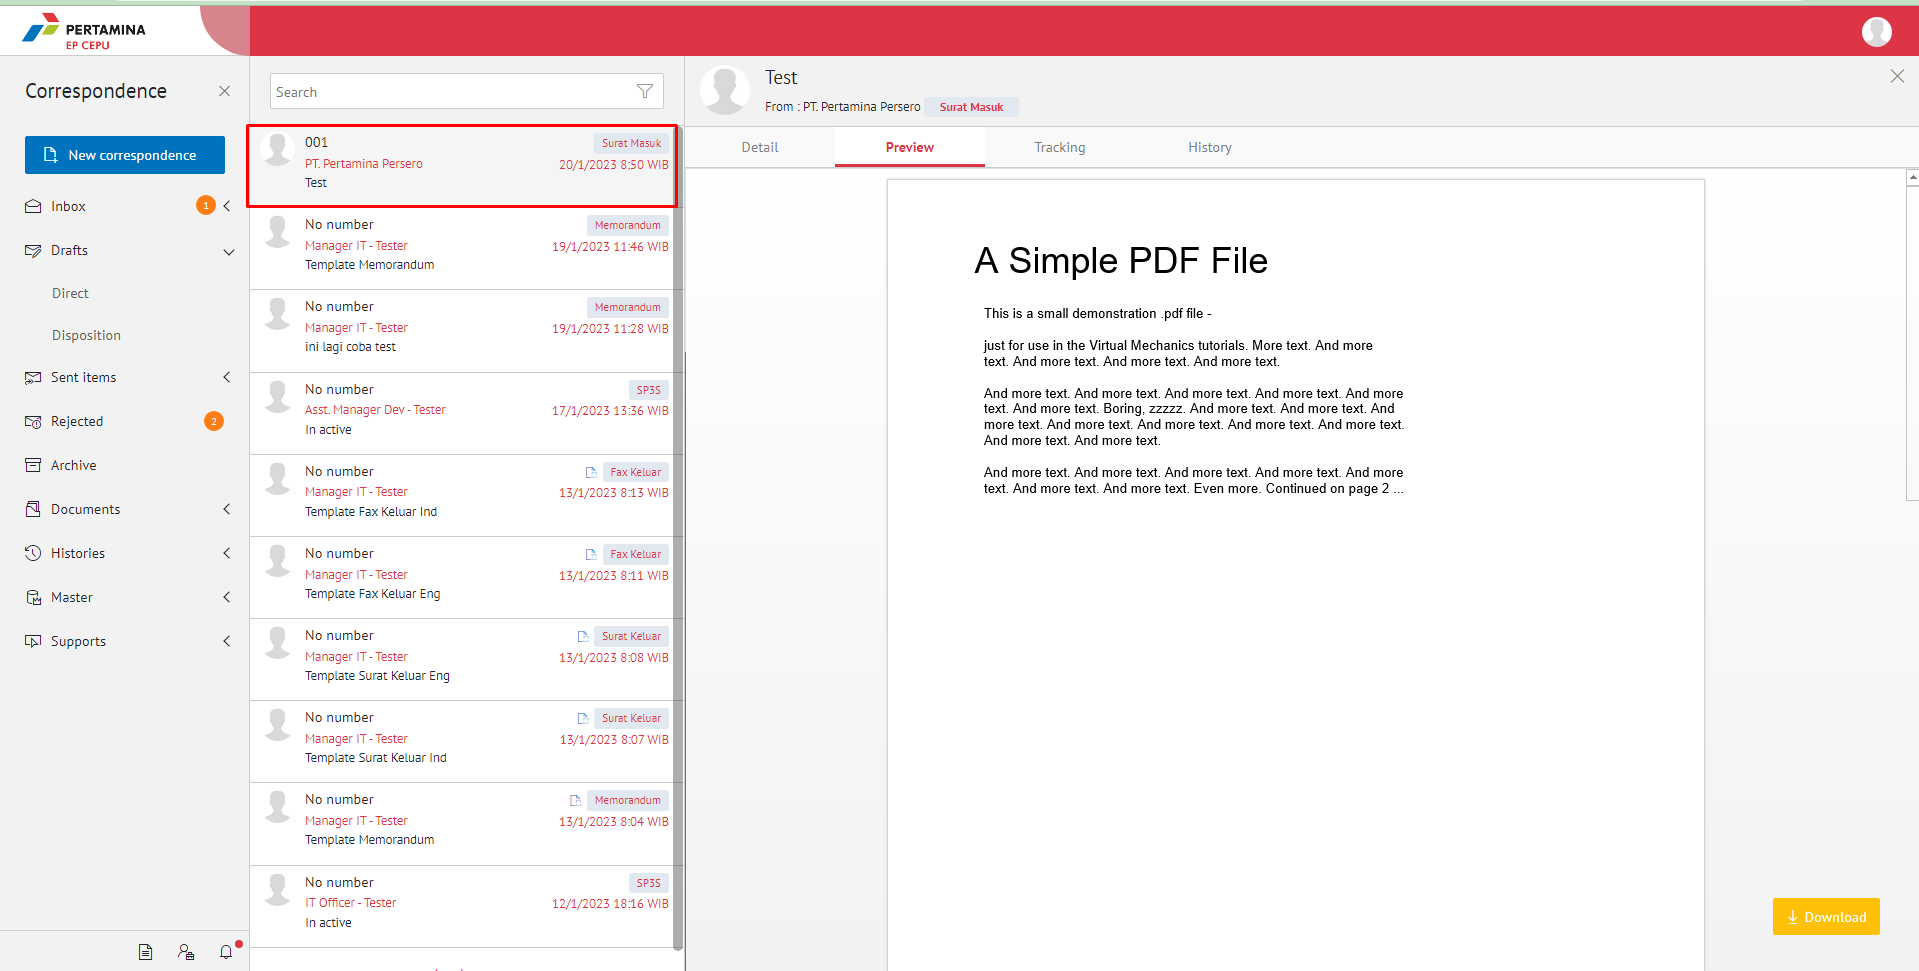 PERTAMINA
EP CEPU
Correspondence
New correspondence
Inbox
1
Drafts
Direct
Disposition
Sent items
Rejected
2
Archive
Documents
Histories
Master
Supports
Search
001
Surat Masuk
PT. Pertamina Persero
20/1/2023 8:50 WIB
Test
No number
Memorandum
Manager IT - Tester
19/1/2023 11:46 WIB
Template Memorandum
No number
Memorandum
Manager IT - Tester
19/1/2023 11:28 WIB
ini lagi coba test
No number
SP3S
Asst. Manager Dev - Tester
17/1/2023 13:36 WIB
In active
No number
Fax Keluar
Manager IT - Tester
13/1/2023 8:13 WIB
Template Fax Keluar Ind
No number
Fax Keluar
Manager IT - Tester
13/1/2023 8:11 WIB
Template Fax Keluar Eng
No number
Surat Keluar
Manager IT - Tester
13/1/2023 8:08 WIB
Template Surat Keluar Eng
No number
Surat Keluar
Manager IT - Tester
13/1/2023 8:07 WIB
Template Surat Keluar Ind
No number
Memorandum
Manager IT - Tester
13/1/2023 8:04 WIB
Template Memorandum
No number
SP3S
IT Officer - Tester
12/1/2023 18:16 WIB
In active
Test
From : PT. Pertamina Persero
Surat Masuk
Detail
Preview
Tracking
History
A Simple PDF File
This is a small demonstration .pdf file -
just for use in the Virtual Mechanics tutorials. More text. And more
text. And more text. And more text. And more text.
And more text. And more text. And more text. And more text. And more
text. And more text. Boring, zzzzz. And more text. And more text. And
more text. And more text. And more text. And more text. And more text.
And more text. And more text.
And more text. And more text. And more text. And more text. And more
text. And more text. And more text. Even more. Continued on page 2 ...
Download